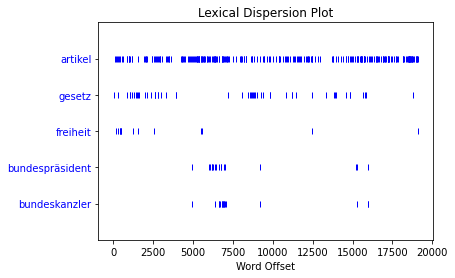 Lexical Dispersion Plot
artikel
gesetz
freiheit
bundespräsident
bundeskanzler
0 2500 5000 7500 10000 12500 15000 17500 20000
Word Offset